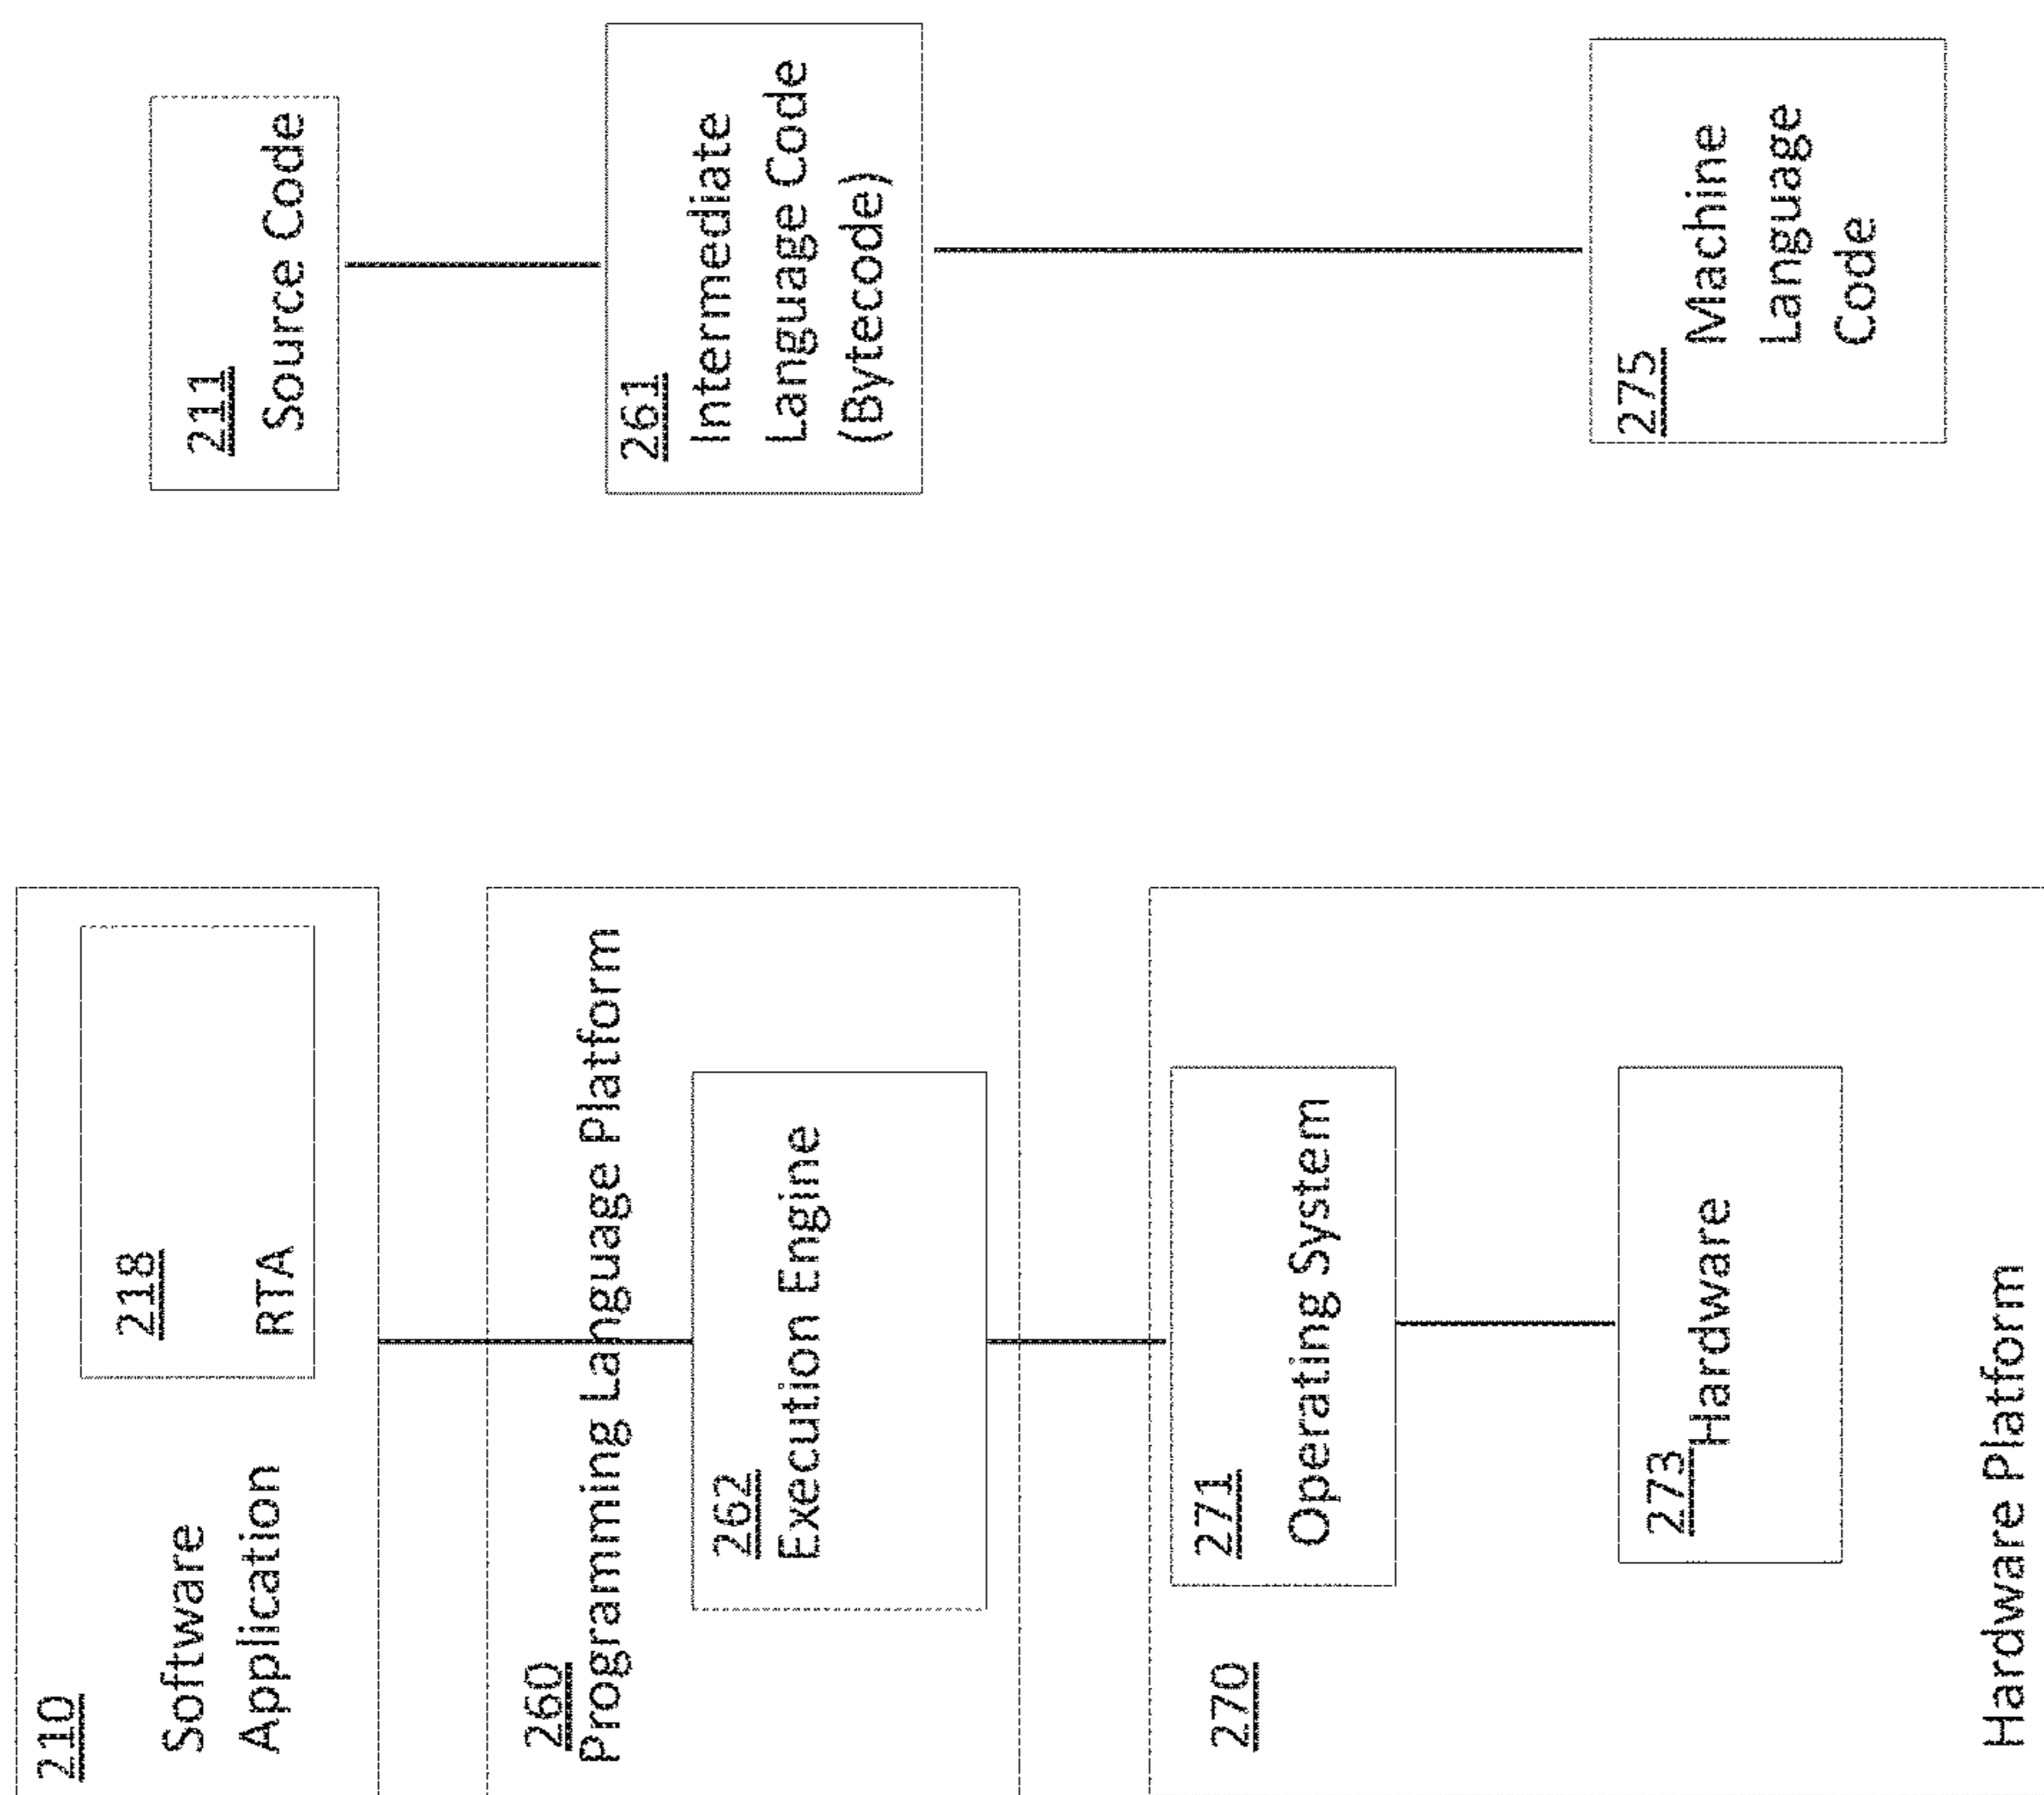 210
Software
Application
218
RTA
260
Programming Language Platform
262
Execution Engine
270
271
Operating System
273
Hardware
Hardware Platform
211
Source Code
261
Intermediate
Language Code
(Bytecode)
275
Machine
Language
Code